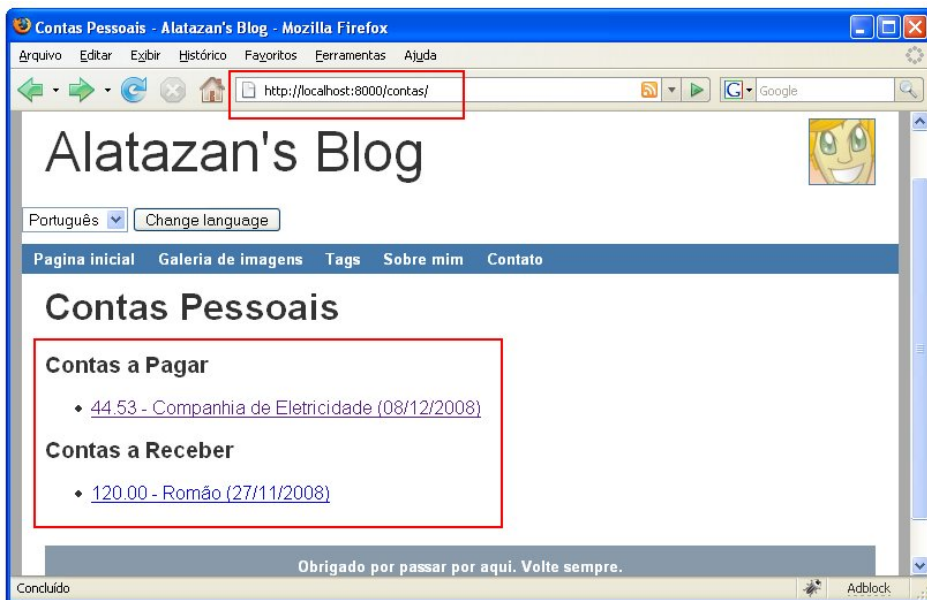 Contas Pessoais - Alatazan's Blog - Mozilla Firefox
Arquivo Editar Exibir Histórico Favoritos Ferramentas Ajuda
http://localhost:8000/contas/
G Google
Alatazan's Blog
Português Change language
Pagina inicial Galeria de imagens Tags Sobre mim Contato
Contas Pessoais
Contas a Pagar
• 44.53 - Companhia de Eletricidade (08/12/2008)
Contas a Receber
• 120.00 - Romão (27/11/2008)
Obrigado por passar por aqui. Volte sempre.
Concluído Adblock